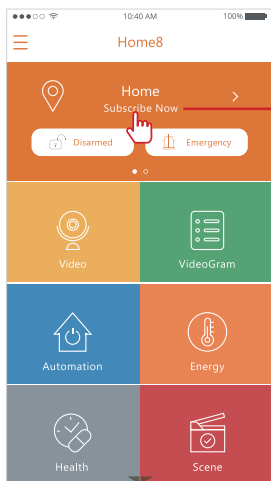 10:40 AM 100%
Home8
Home
Subscribe Now
Disarmed Emergency
Video VideoGram
Automation Energy
Health Scene